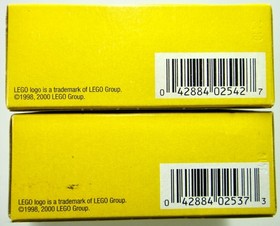 LEGO logo is a trademark of LEGO Group.
©1998, 2000 LEGO Group.
0 42884 02542 7
LEGO logo is a trademark of LEGO Group.
©1998, 2000 LEGO Group.
0 42884 02537 3